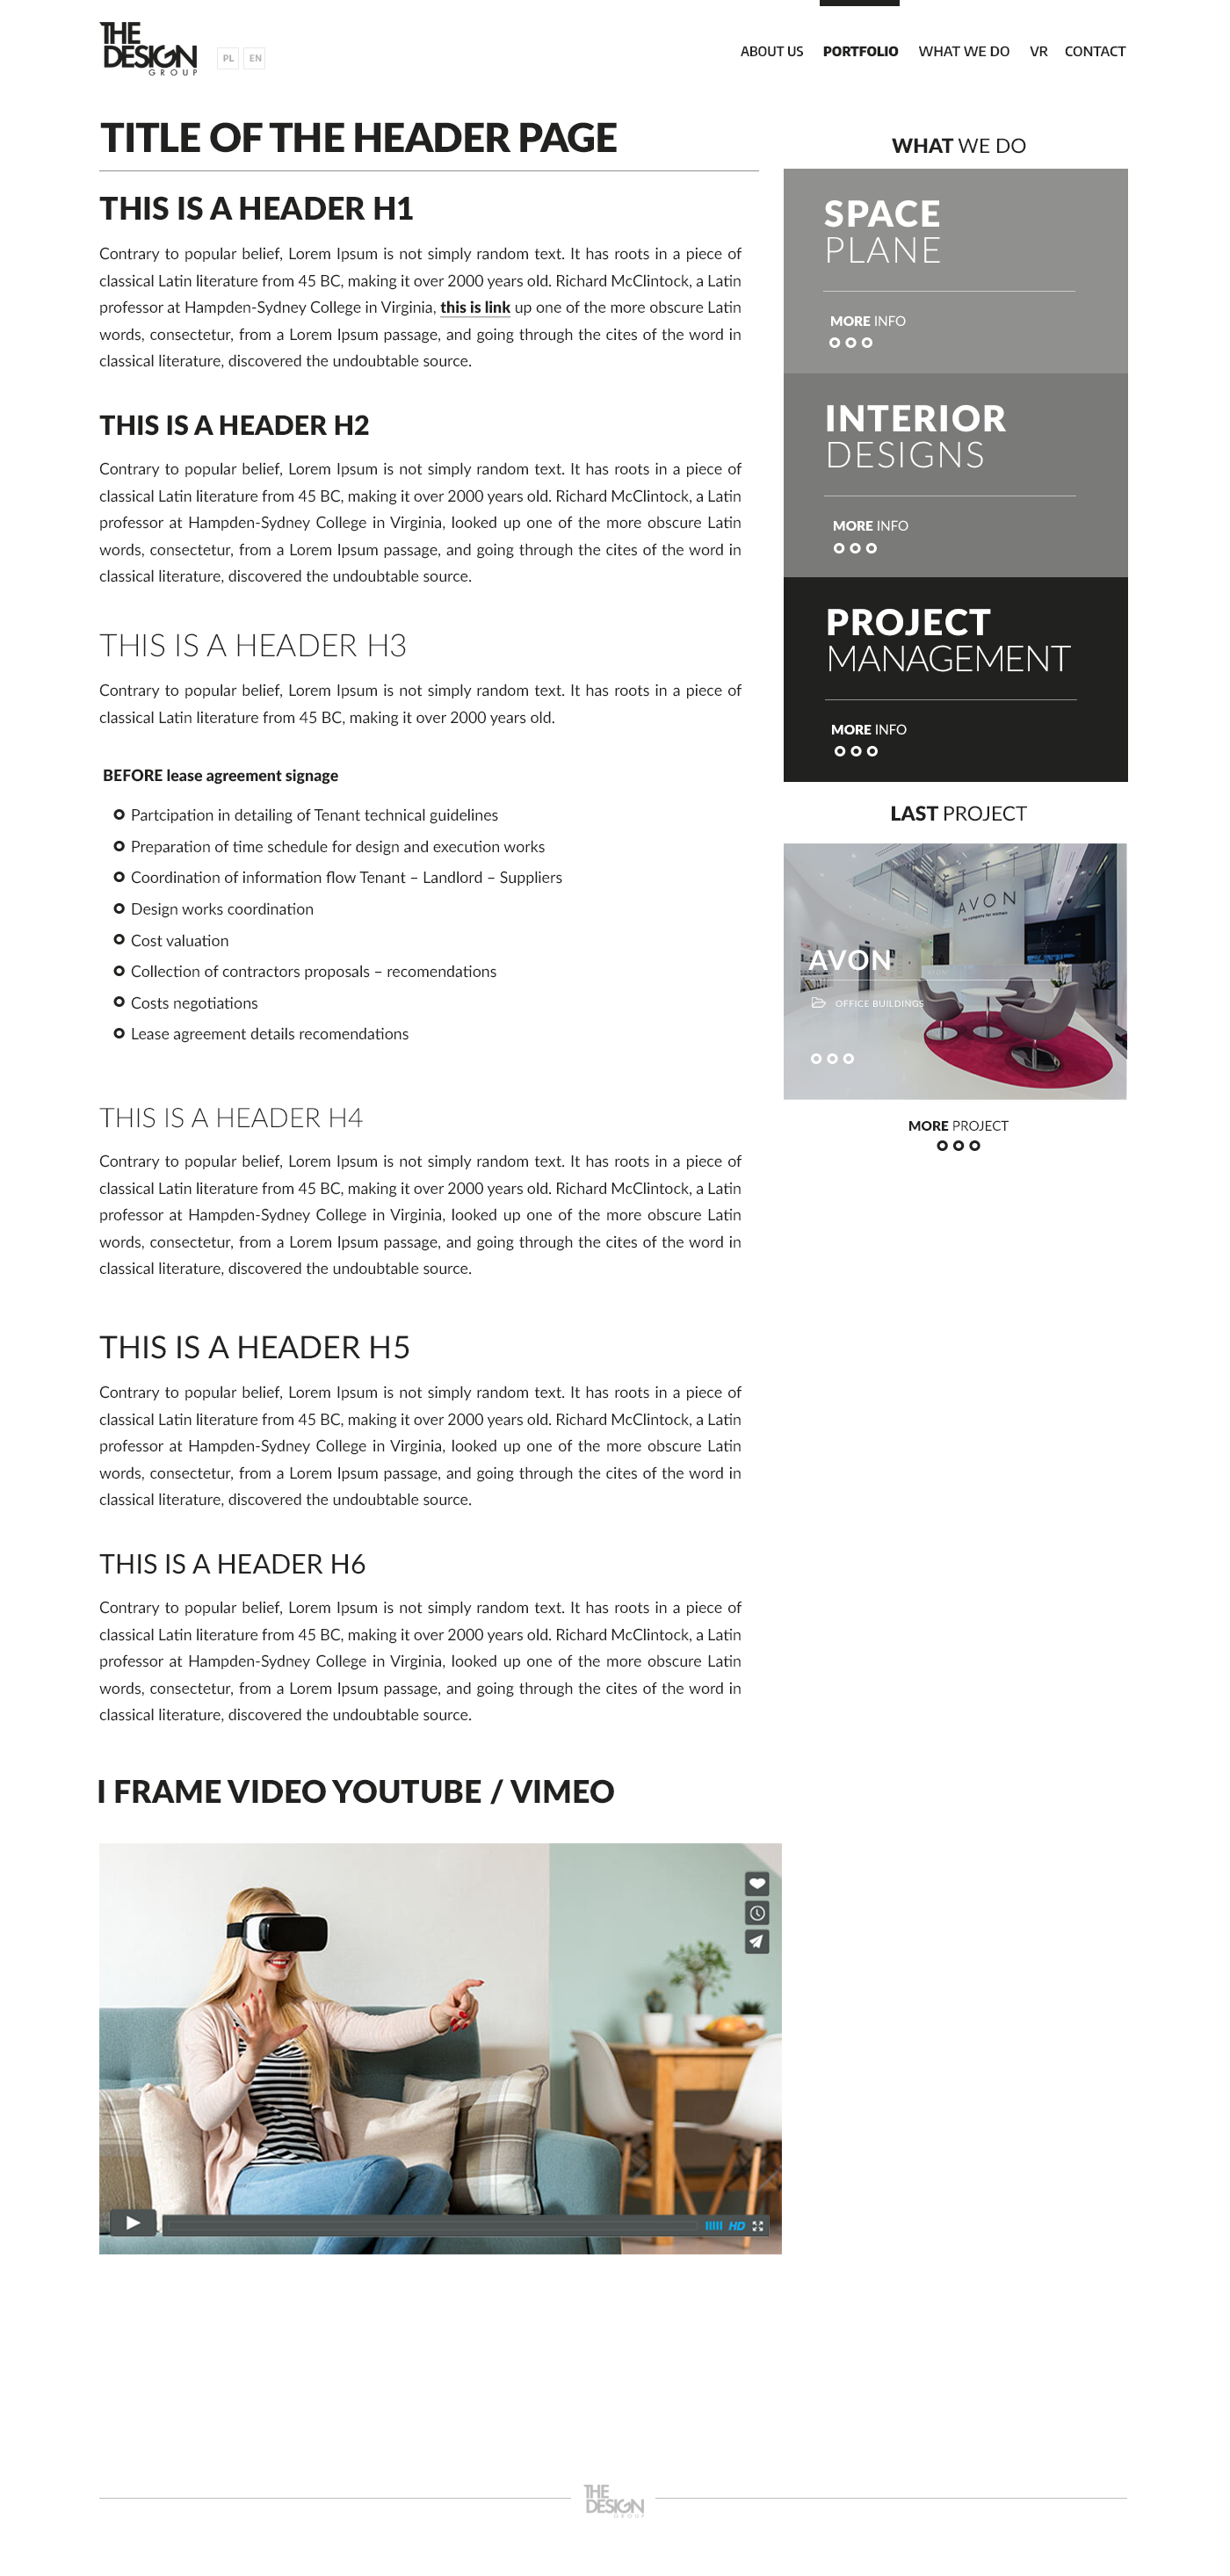 THE
DESIGN
GROUP
PL EN
ABOUT US PORTFOLIO WHAT WE DO VR CONTACT
TITLE OF THE HEADER PAGE
THIS IS A HEADER H1
Contrary to popular belief, Lorem Ipsum is not simply random text. It has roots in a piece of
classical Latin literature from 45 BC, making it over 2000 years old. Richard McClintock, a Latin
professor at Hampden-Sydney College in Virginia, this is link up one of the more obscure Latin
words, consectetur, from a Lorem Ipsum passage, and going through the cites of the word in
classical literature, discovered the undoubtable source.
THIS IS A HEADER H2
Contrary to popular belief, Lorem Ipsum is not simply random text. It has roots in a piece of
classical Latin literature from 45 BC, making it over 2000 years old. Richard McClintock, a Latin
professor at Hampden-Sydney College in Virginia, looked up one of the more obscure Latin
words, consectetur, from a Lorem Ipsum passage, and going through the cites of the word in
classical literature, discovered the undoubtable source.
THIS IS A HEADER H3
Contrary to popular belief, Lorem Ipsum is not simply random text. It has roots in a piece of
classical Latin literature from 45 BC, making it over 2000 years old.
BEFORE lease agreement signage
Partcipation in detailing of Tenant technical guidelines
Preparation of time schedule for design and execution works
Coordination of information flow Tenant – Landlord – Suppliers
Design works coordination
Cost valuation
Collection of contractors proposals – recomendations
Costs negotiations
Lease agreement details recomendations
THIS IS A HEADER H4
Contrary to popular belief, Lorem Ipsum is not simply random text. It has roots in a piece of
classical Latin literature from 45 BC, making it over 2000 years old. Richard McClintock, a Latin
professor at Hampden-Sydney College in Virginia, looked up one of the more obscure Latin
words, consectetur, from a Lorem Ipsum passage, and going through the cites of the word in
classical literature, discovered the undoubtable source.
THIS IS A HEADER H5
Contrary to popular belief, Lorem Ipsum is not simply random text. It has roots in a piece of
classical Latin literature from 45 BC, making it over 2000 years old. Richard McClintock, a Latin
professor at Hampden-Sydney College in Virginia, looked up one of the more obscure Latin
words, consectetur, from a Lorem Ipsum passage, and going through the cites of the word in
classical literature, discovered the undoubtable source.
THIS IS A HEADER H6
Contrary to popular belief, Lorem Ipsum is not simply random text. It has roots in a piece of
classical Latin literature from 45 BC, making it over 2000 years old. Richard McClintock, a Latin
professor at Hampden-Sydney College in Virginia, looked up one of the more obscure Latin
words, consectetur, from a Lorem Ipsum passage, and going through the cites of the word in
classical literature, discovered the undoubtable source.
I FRAME VIDEO YOUTUBE / VIMEO
HD
WHAT WE DO
SPACE
PLANE
MORE INFO
INTERIOR
DESIGNS
MORE INFO
PROJECT
MANAGEMENT
MORE INFO
LAST PROJECT
AVON
the company for women
AVON
OFFICE BUILDINGS
MORE PROJECT
THE
DESIGN
GROUP